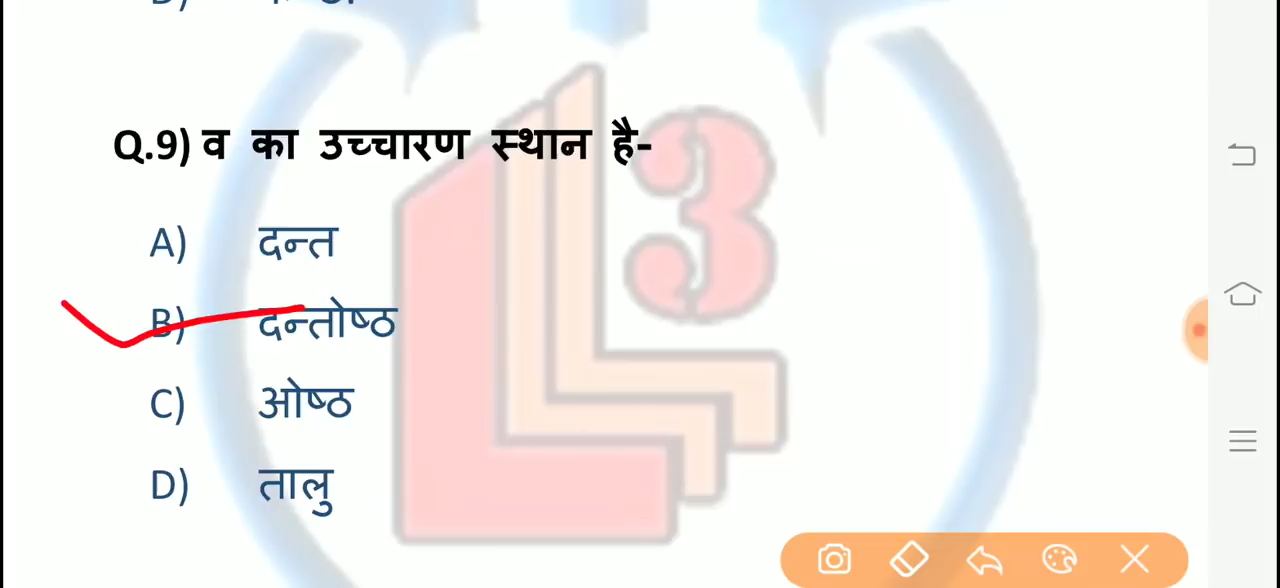 Q.9) व का उच्चारण स्थान है-
A) दन्त
B) दन्तोष्ठ
C) ओष्ठ
D) तालु